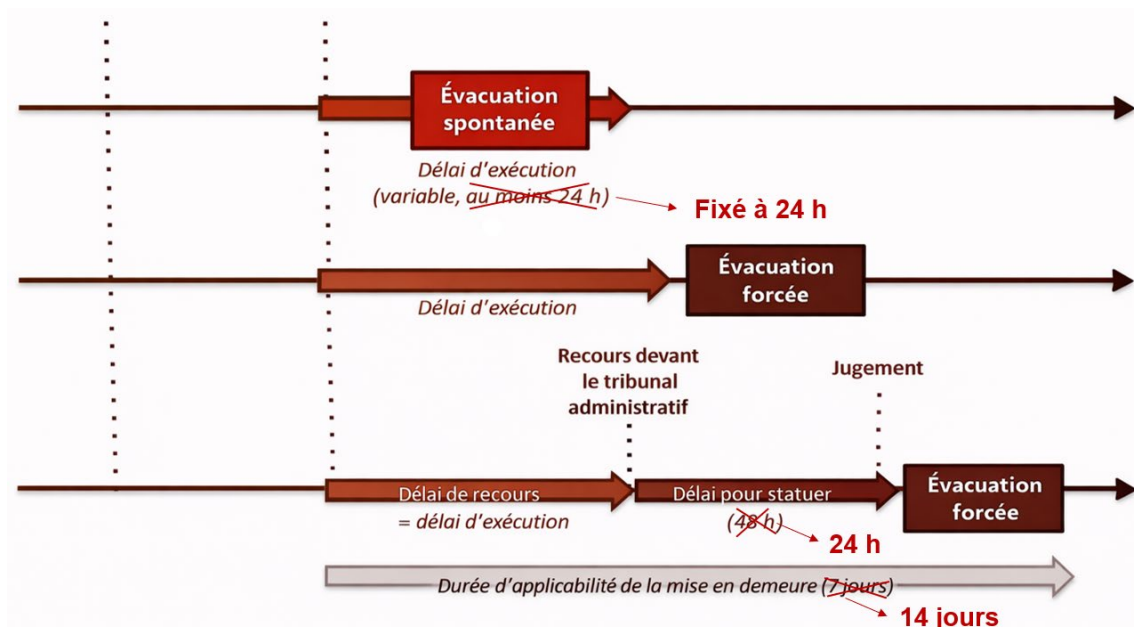 Évacuation
spontanée
Délai d'exécution
(variable, au moins 24 h)
Fixé à 24 h
Évacuation
forcée
Délai d'exécution
Recours devant
le tribunal
administratif
Jugement
Délai de recours
= délai d'exécution
Délai pour statuer
(48 h)
24 h
Évacuation
forcée
Durée d'applicabilité de la mise en demeure (7 jours)
14 jours